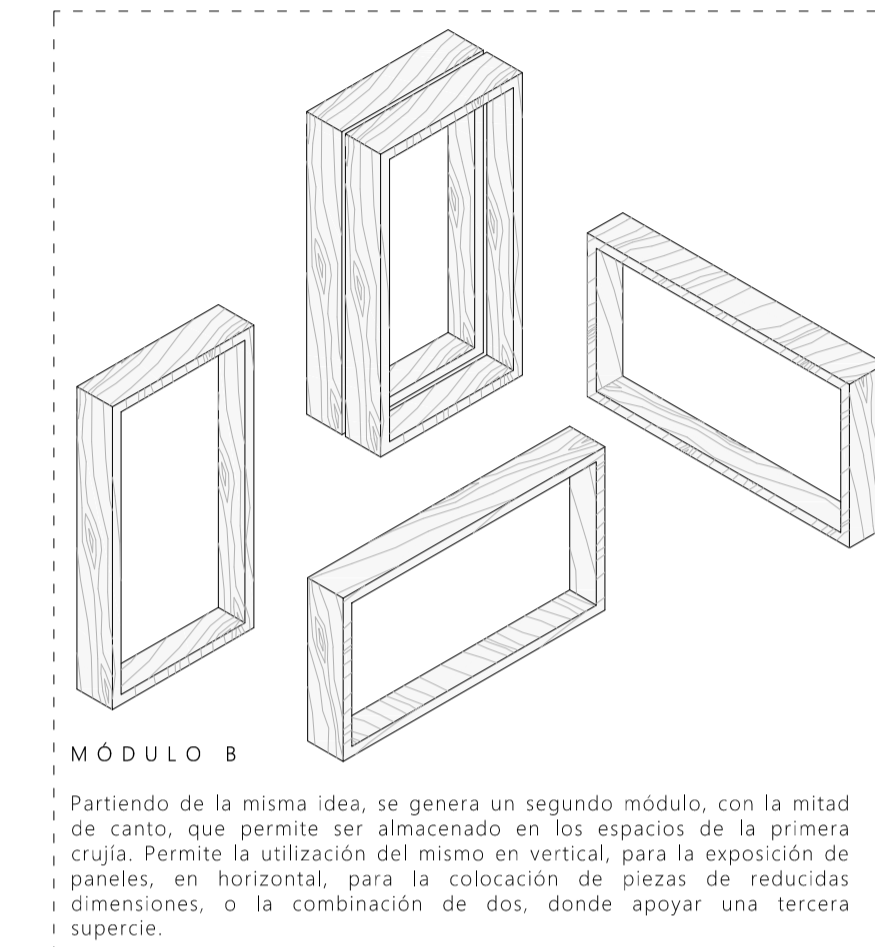 MÓDULO B
Partiendo de la misma idea, se genera un segundo módulo, con la mitad
de canto, que permite ser almacenado en los espacios de la primera
crujía. Permite la utilización del mismo en vertical, para la exposición de
paneles, en horizontal, para la colocación de piezas de reducidas
dimensiones, o la combinación de dos, donde apoyar una tercera
supercie.